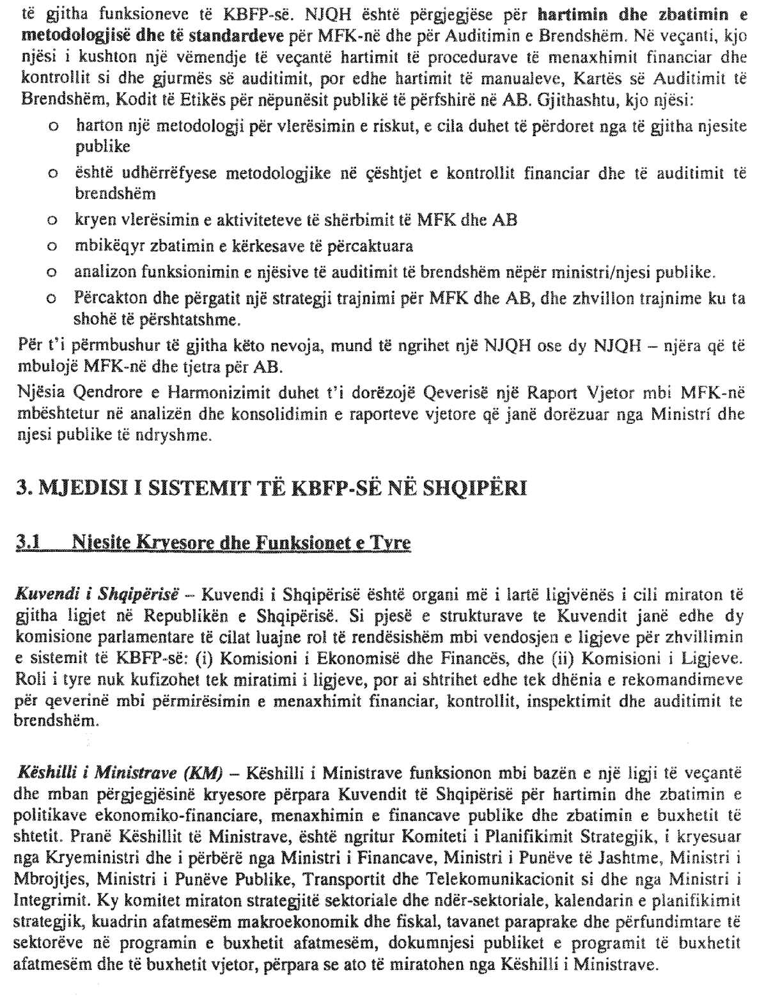 të gjitha funksioneve të KBFP-së. NJQH është përgjegjëse për hartimin dhe zbatimin e
metodologjisë dhe të standardeve për MFK-në dhe për Auditimin e Brendshëm. Në veçanti, kjo
njësi i kushton një vëmendje të veçantë hartimit të procedurave të menaxhimit financiar dhe
kontrollit si dhe gjurmës së auditimit, por edhe hartimit të manualeve, Kartës së Auditimit të
Brendshëm, Kodit të Etikës për nëpunësit publikë të përfshirë në AB. Gjithashtu, kjo njësi:
o harton një metodologji për vlerësimin e riskut, e cila duhet të përdoret nga të gjitha njesite
publike
o është udhërrëfyese metodologjike në çështjet e kontrollit financiar dhe të auditimit të
brendshëm
o kryen vlerësimin e aktiviteteve të shërbimit të MFK dhe AB
o mbikëqyr zbatimin e kërkesave të përcaktuara
o analizon funksionimin e njësive të auditimit të brendshëm nëpër ministri/njesi publike.
o Përcakton dhe përgatit një strategji trajnimi për MFK dhe AB, dhe zhvillon trajnime ku ta
shohë të përshtatshme.
Për t'i përmbushur të gjitha këto nevoja, mund të ngrihet një NJQH ose dy NJQH – njëra që të
mbulojë MFK-në dhe tjetra për AB.
Njësia Qendrore e Harmonizimit duhet t'i dorëzojë Qeverisë një Raport Vjetor mbi MFK-në
mbështetur në analizën dhe konsolidimin e raporteve vjetore që janë dorëzuar nga Ministrí dhe
njesi publike të ndryshme.
3. MJEDISI I SISTEMIT TË KBFP-SË NË SHQIPËRI
3.1 Njesite Kryesore dhe Funksionet e Tyre
Kuvendi i Shqipërisë – Kuvendi i Shqipërisë është organi më i lartë ligjvënës i cili miraton të
gjitha ligjet në Republikën e Shqipërisë. Si pjesë e strukturave te Kuvendit janë edhe dy
komisione parlamentare të cilat luajne rol të rendësishëm mbi vendosjen e ligjeve për zhvillimin
e sistemit të KBFP-së: (i) Komisioni i Ekonomisë dhe Financës, dhe (ii) Komisioni i Ligjeve.
Roli i tyre nuk kufizohet tek miratimi i ligjeve, por ai shtrihet edhe tek dhënia e rekomandimeve
për qeverinë mbi përmirësimin e menaxhimit financiar, kontrollit, inspektimit dhe auditimit te
brendshëm.
Këshilli i Ministrave (KM) – Këshilli i Ministrave funksionon mbi bazën e një ligji të veçantë
dhe mban përgjegjësinë kryesore përpara Kuvendit të Shqipërisë për hartimin dhe zbatimin e
politikave ekonomiko-financiare, menaxhimin e financave publike dhe zbatimin e buxhetit të
shtetit. Pranë Këshillit të Ministrave, është ngritur Komiteti i Planifikimit Strategjik, i kryesuar
nga Kryeministri dhe i përbërë nga Ministri i Financave, Ministri i Punëve të Jashtme, Ministri i
Mbrojtjes, Ministri i Punëve Publike, Transportit dhe Telekomunikacionit si dhe nga Ministri i
Integrimit. Ky komitet miraton strategjitë sektoriale dhe ndër-sektoriale, kalendarin e planifikimit
strategjik, kuadrin afatmesëm makroekonomik dhe fiskal, tavanet paraprake dhe përfundimtare të
sektorëve në programin e buxhetit afatmesëm, dokumnjesi publiket e programit të buxhetit
afatmesëm dhe të buxhetit vjetor, përpara se ato të miratohen nga Këshilli i Ministrave.